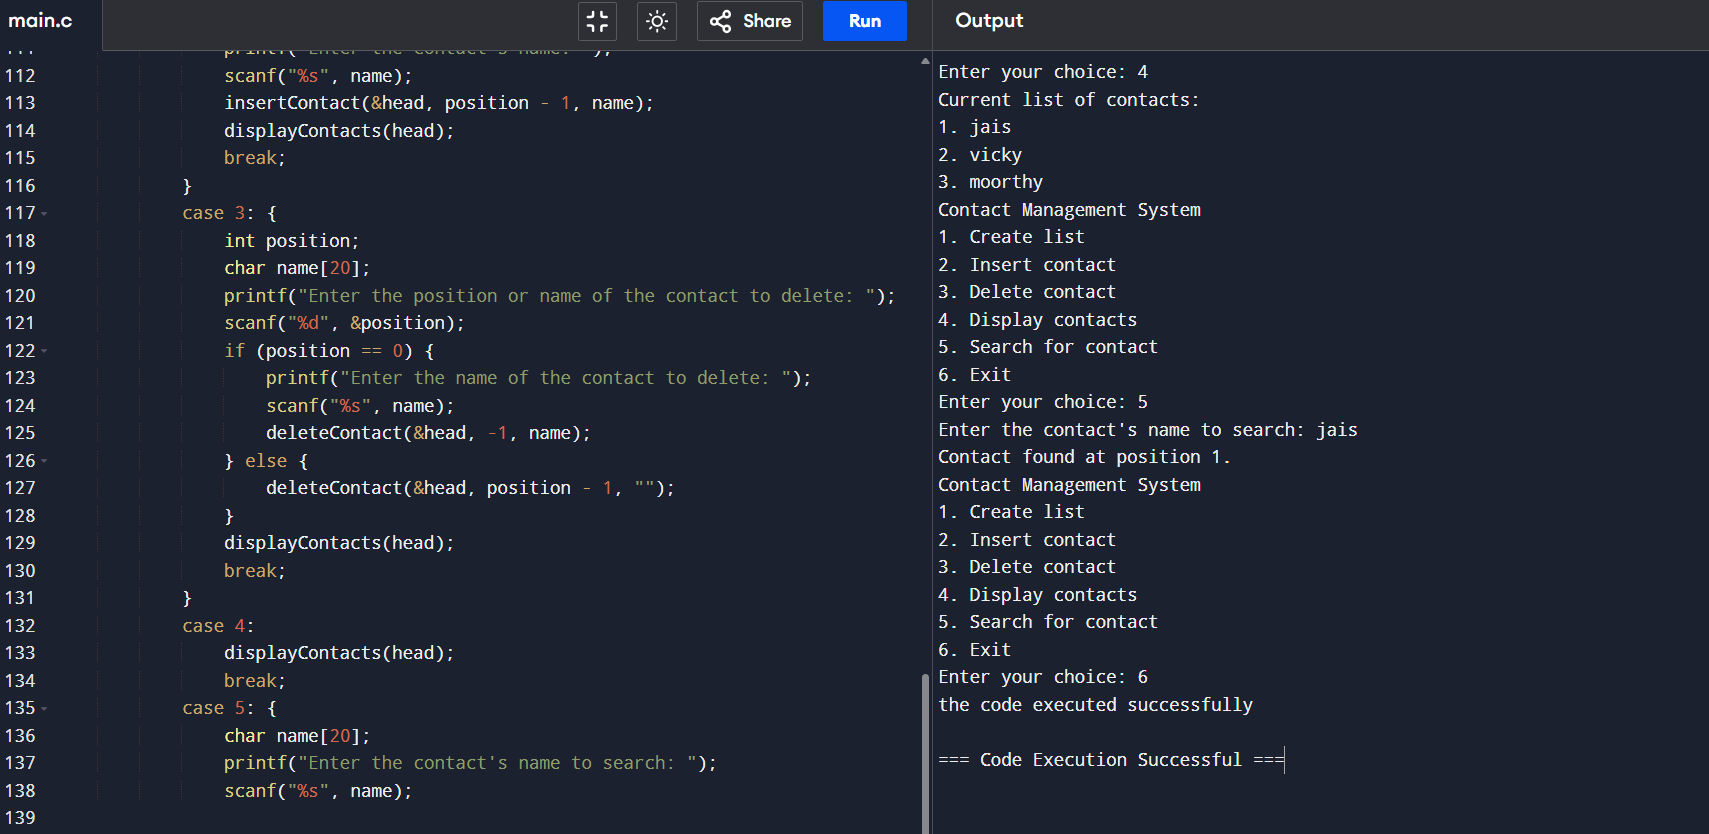 main.c
Share
Run
Output
111 printf("Enter the contact's name: ");
112 scanf("%s", name);
113 insertContact(&head, position - 1, name);
114 displayContacts(head);
115 break;
116 }
117 case 3: {
118 int position;
119 char name[20];
120 printf("Enter the position or name of the contact to delete: ");
121 scanf("%d", &position);
122 if (position == 0) {
123 printf("Enter the name of the contact to delete: ");
124 scanf("%s", name);
125 deleteContact(&head, -1, name);
126 } else {
127 deleteContact(&head, position - 1, "");
128 }
129 displayContacts(head);
130 break;
131 }
132 case 4:
133 displayContacts(head);
134 break;
135 case 5: {
136 char name[20];
137 printf("Enter the contact's name to search: ");
138 scanf("%s", name);
139
Enter your choice: 4
Current list of contacts:
1. jais
2. vicky
3. moorthy
Contact Management System
1. Create list
2. Insert contact
3. Delete contact
4. Display contacts
5. Search for contact
6. Exit
Enter your choice: 5
Enter the contact's name to search: jais
Contact found at position 1.
Contact Management System
1. Create list
2. Insert contact
3. Delete contact
4. Display contacts
5. Search for contact
6. Exit
Enter your choice: 6
the code executed successfully
=== Code Execution Successful ===